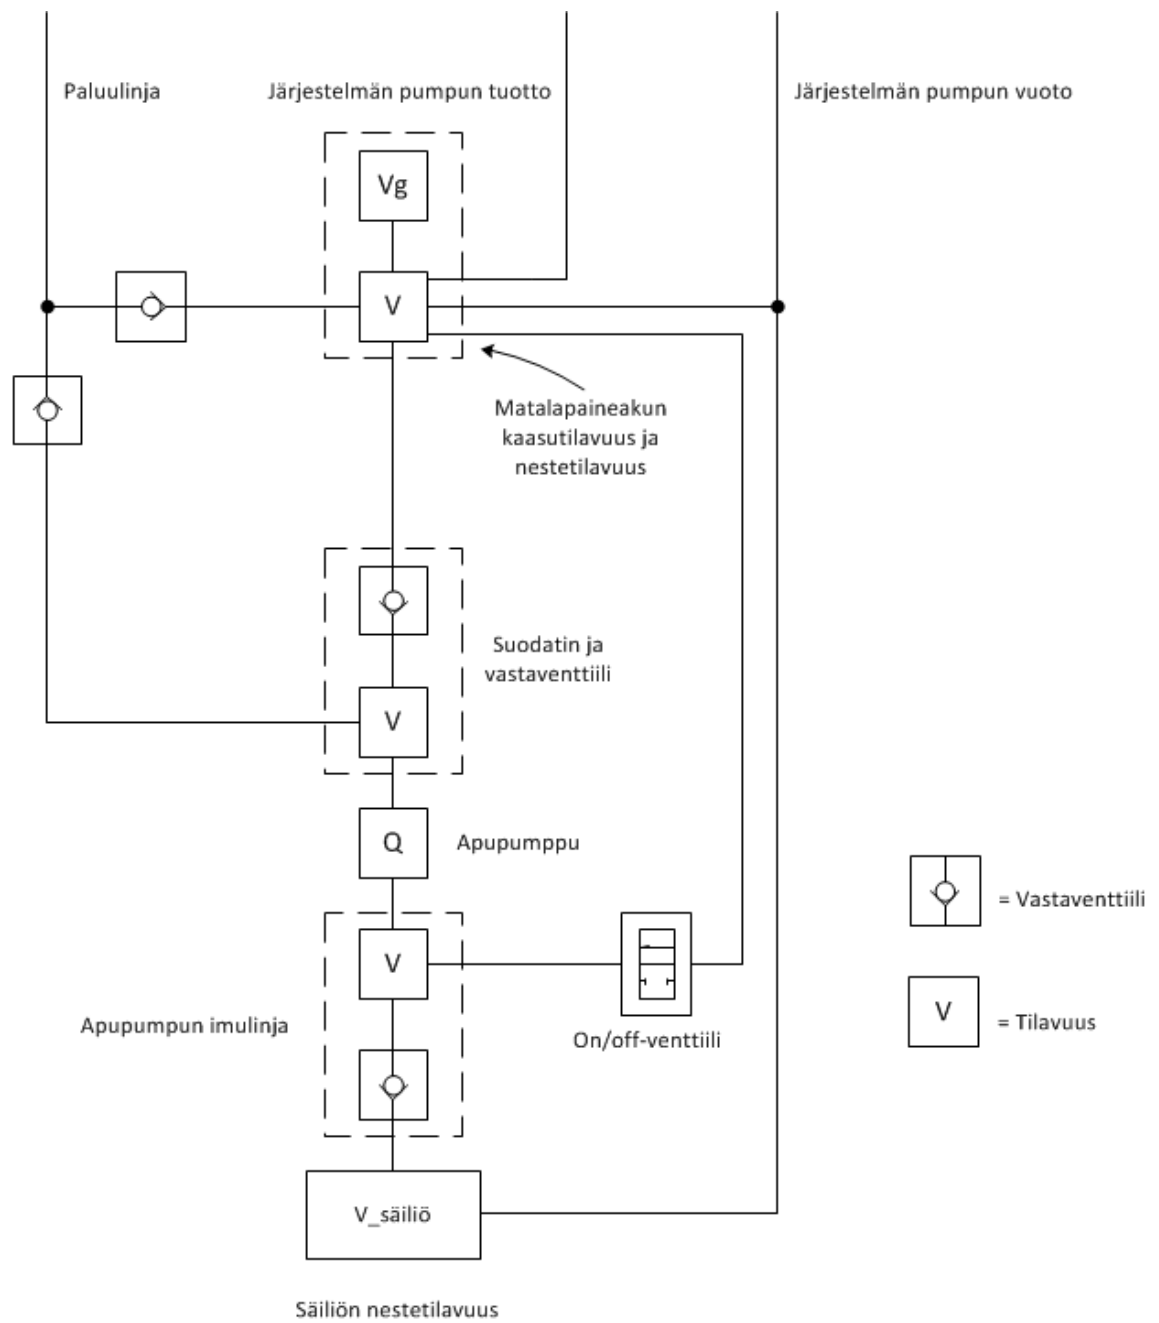 Paluulinja
Järjestelmän pumpun tuotto
Järjestelmän pumpun vuoto
Vg
V
Matalapaineakun
kaasutilavuus ja
nestetilavuus
Suodatin ja
vastaventtiili
V
Q
Apupumppu
= Vastaventtiili
V
Apupumpun imulinja
On/off-venttiili
V
= Tilavuus
V_säiliö
Säiliön nestetilavuus